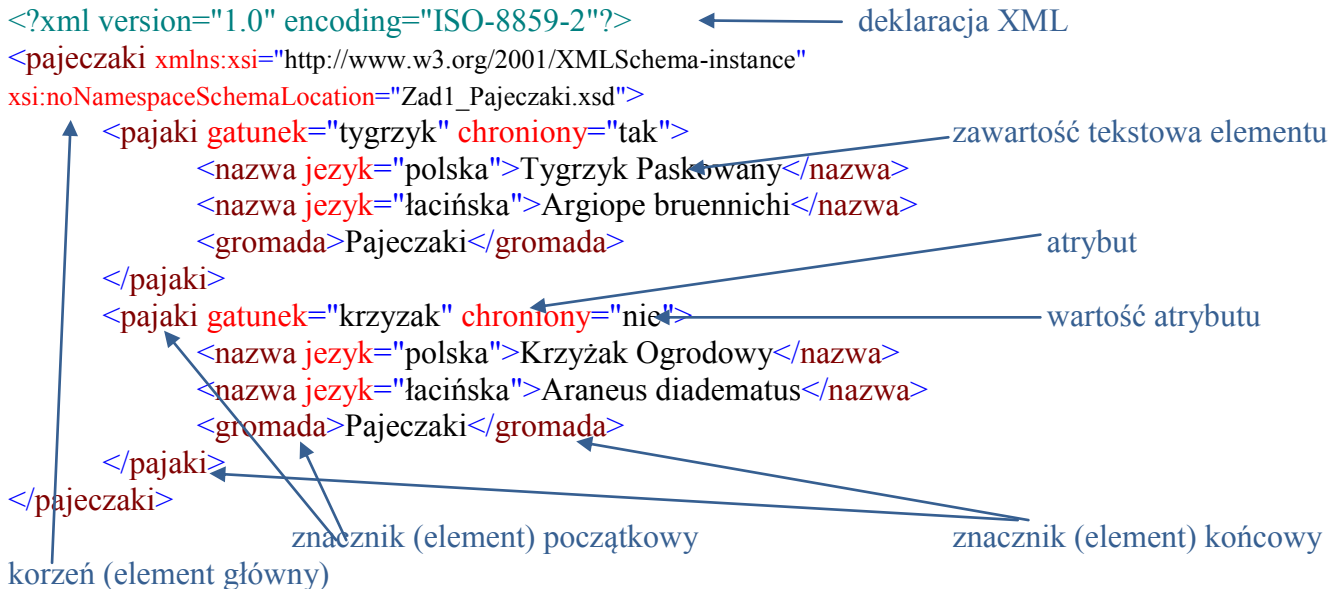 <?xml version="1.0" encoding="ISO-8859-2"?> deklaracja XML
<pajeczaki xmlns:xsi="http://www.w3.org/2001/XMLSchema-instance"
xsi:noNamespaceSchemaLocation="Zad1_Pajeczaki.xsd">
<pajaki gatunek="tygrzyk" chroniony="tak"> zawartość tekstowa elementu
<nazwa jezyk="polska">Tygrzyk Paskowany</nazwa>
<nazwa jezyk="łacińska">Argiope bruennichi</nazwa>
<gromada>Pajeczaki</gromada> atrybut
</pajaki>
<pajaki gatunek="krzyzak" chroniony="nie"> wartość atrybutu
<nazwa jezyk="polska">Krzyżak Ogrodowy</nazwa>
<nazwa jezyk="łacińska">Araneus diadematus</nazwa>
<gromada>Pajeczaki</gromada>
</pajaki>
</pajeczaki>
znacznik (element) początkowy znacznik (element) końcowy
korzeń (element główny)